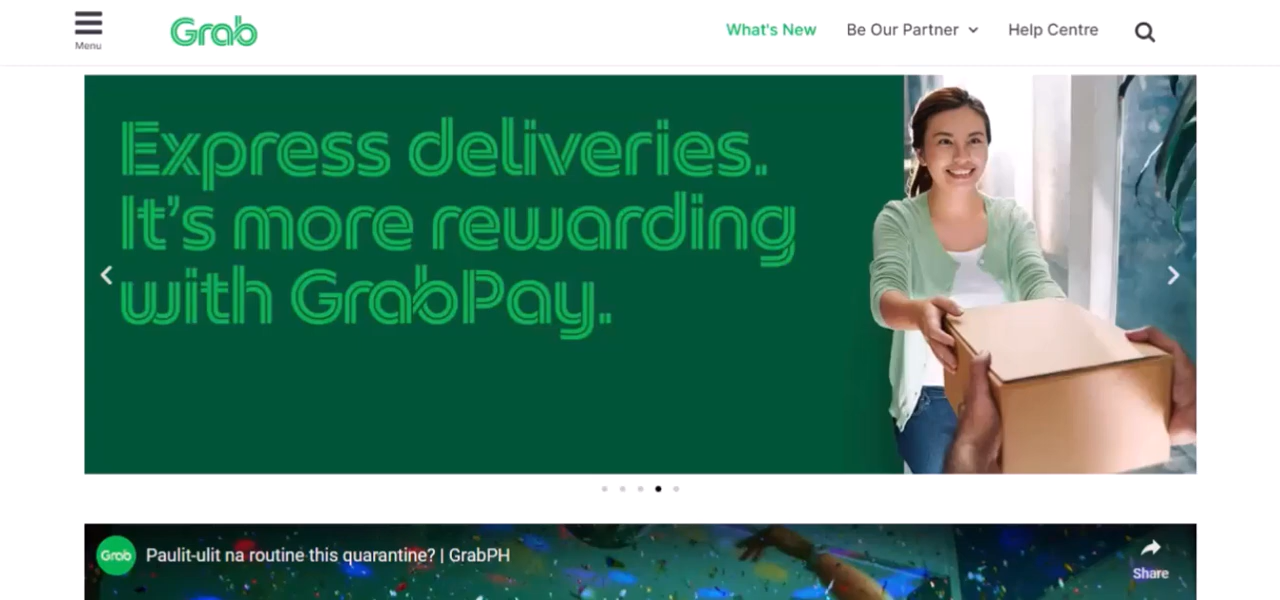 Menu
Grab
What's New
Be Our Partner
Help Centre
Express deliveries.
It's more rewarding
with GrabPay.
Grab
Paulit-ulit na routine this quarantine? | GrabPH
Share